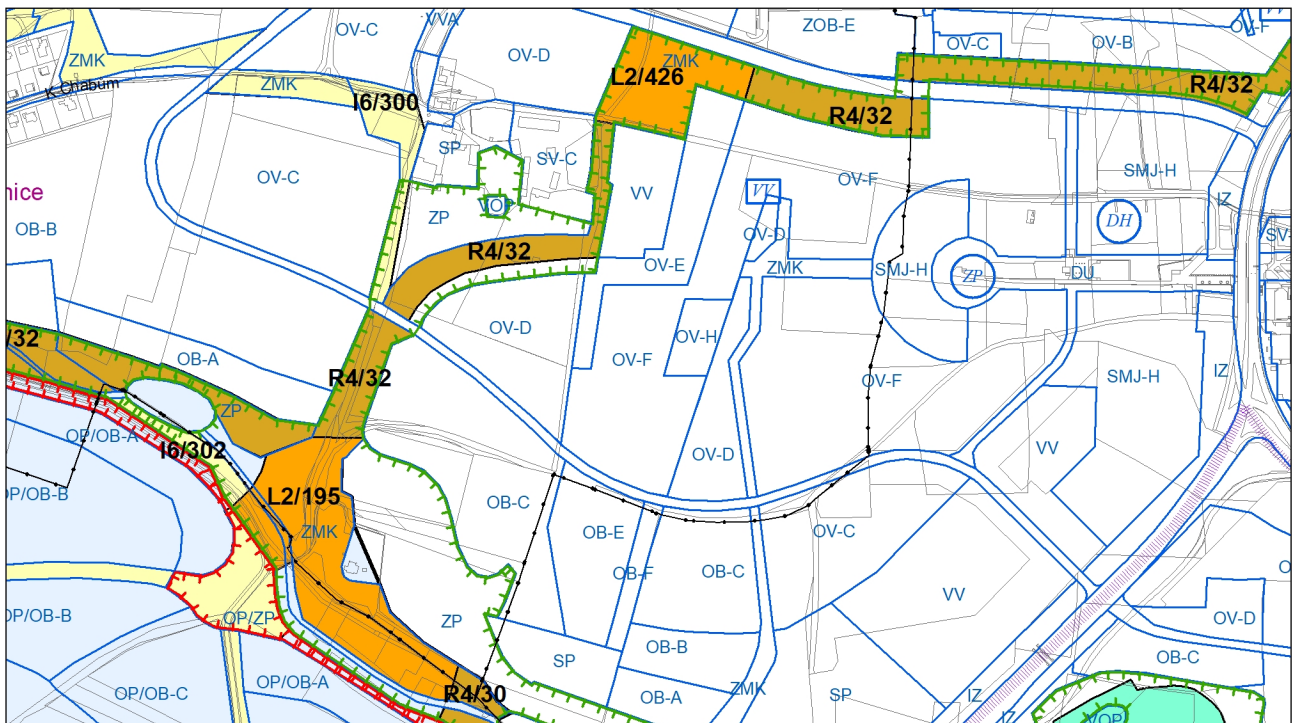 OV-C
VVA
OV-D
ZMK
ZOB-E
OV-C
OV-B
OV-F
ZMK
K Chabům
ZMK
I6/300
L2/426
R4/32
R4/32
SP
SV-C
OV-C
nice
OB-B
ZP
VOP
VV
VV
OV-F
SMJ-H
IZ
DH
R4/32
OV-D
OV-E
ZMK
SMJ-H
ZP
DU
SV-
OV-D
OV-H
OV-F
/32
OB-A
R4/32
OV-F
SMJ-H
IZ
ZP
OP/OB-A
I6/302
OP/OB-B
L2/195
ZMK
OB-C
OV-D
VV
OB-E
OV-C
OB-F
OB-C
VV
OP/OB-B
OP/ZP
ZP
OV-D
SP
OB-B
OB-C
OP/OB-C
OP/OB-A
R4/30
OB-A
ZMK
SP
IZ
IZ
VOP